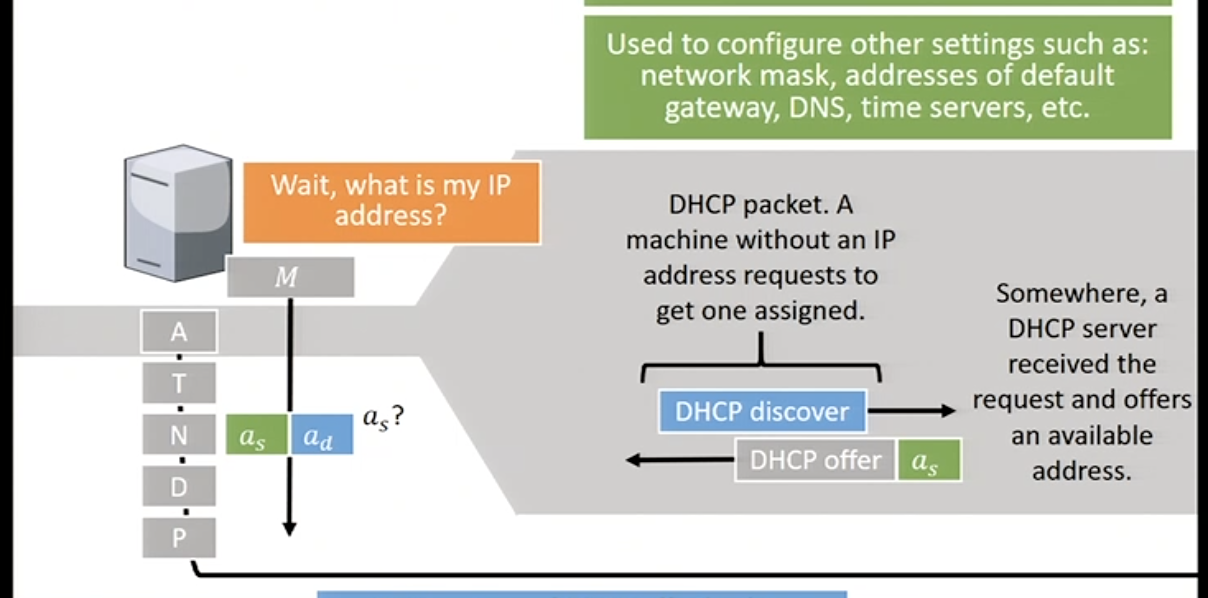 Used to configure other settings such as:
network mask, addresses of default
gateway, DNS, time servers, etc.
Wait, what is my IP
address?
M
A
T
N
D
P
a_s
a_d
a_s?
DHCP packet. A
machine without an IP
address requests to
get one assigned.
DHCP discover
DHCP offer
a_s
Somewhere, a
DHCP server
received the
request and offers
an available
address.